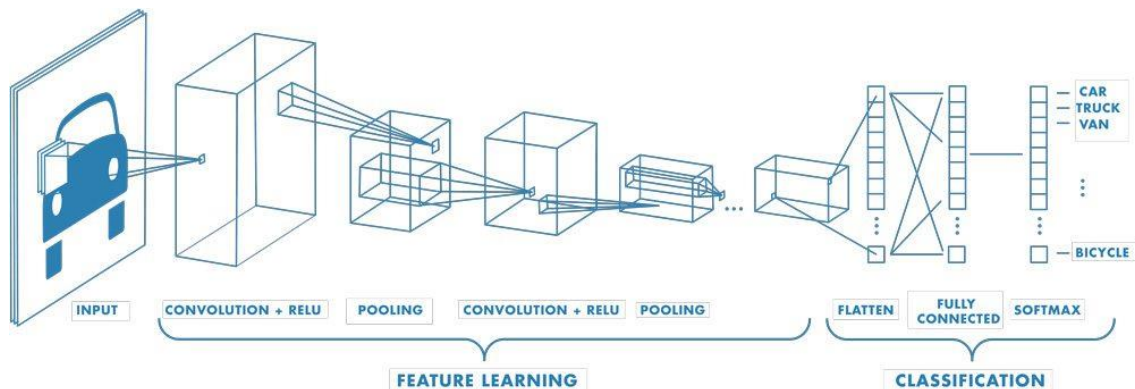 CAR
TRUCK
VAN
BICYCLE
INPUT
CONVOLUTION + RELU
POOLING
CONVOLUTION + RELU
POOLING
FLATTEN
FULLY
CONNECTED
SOFTMAX
FEATURE LEARNING
CLASSIFICATION